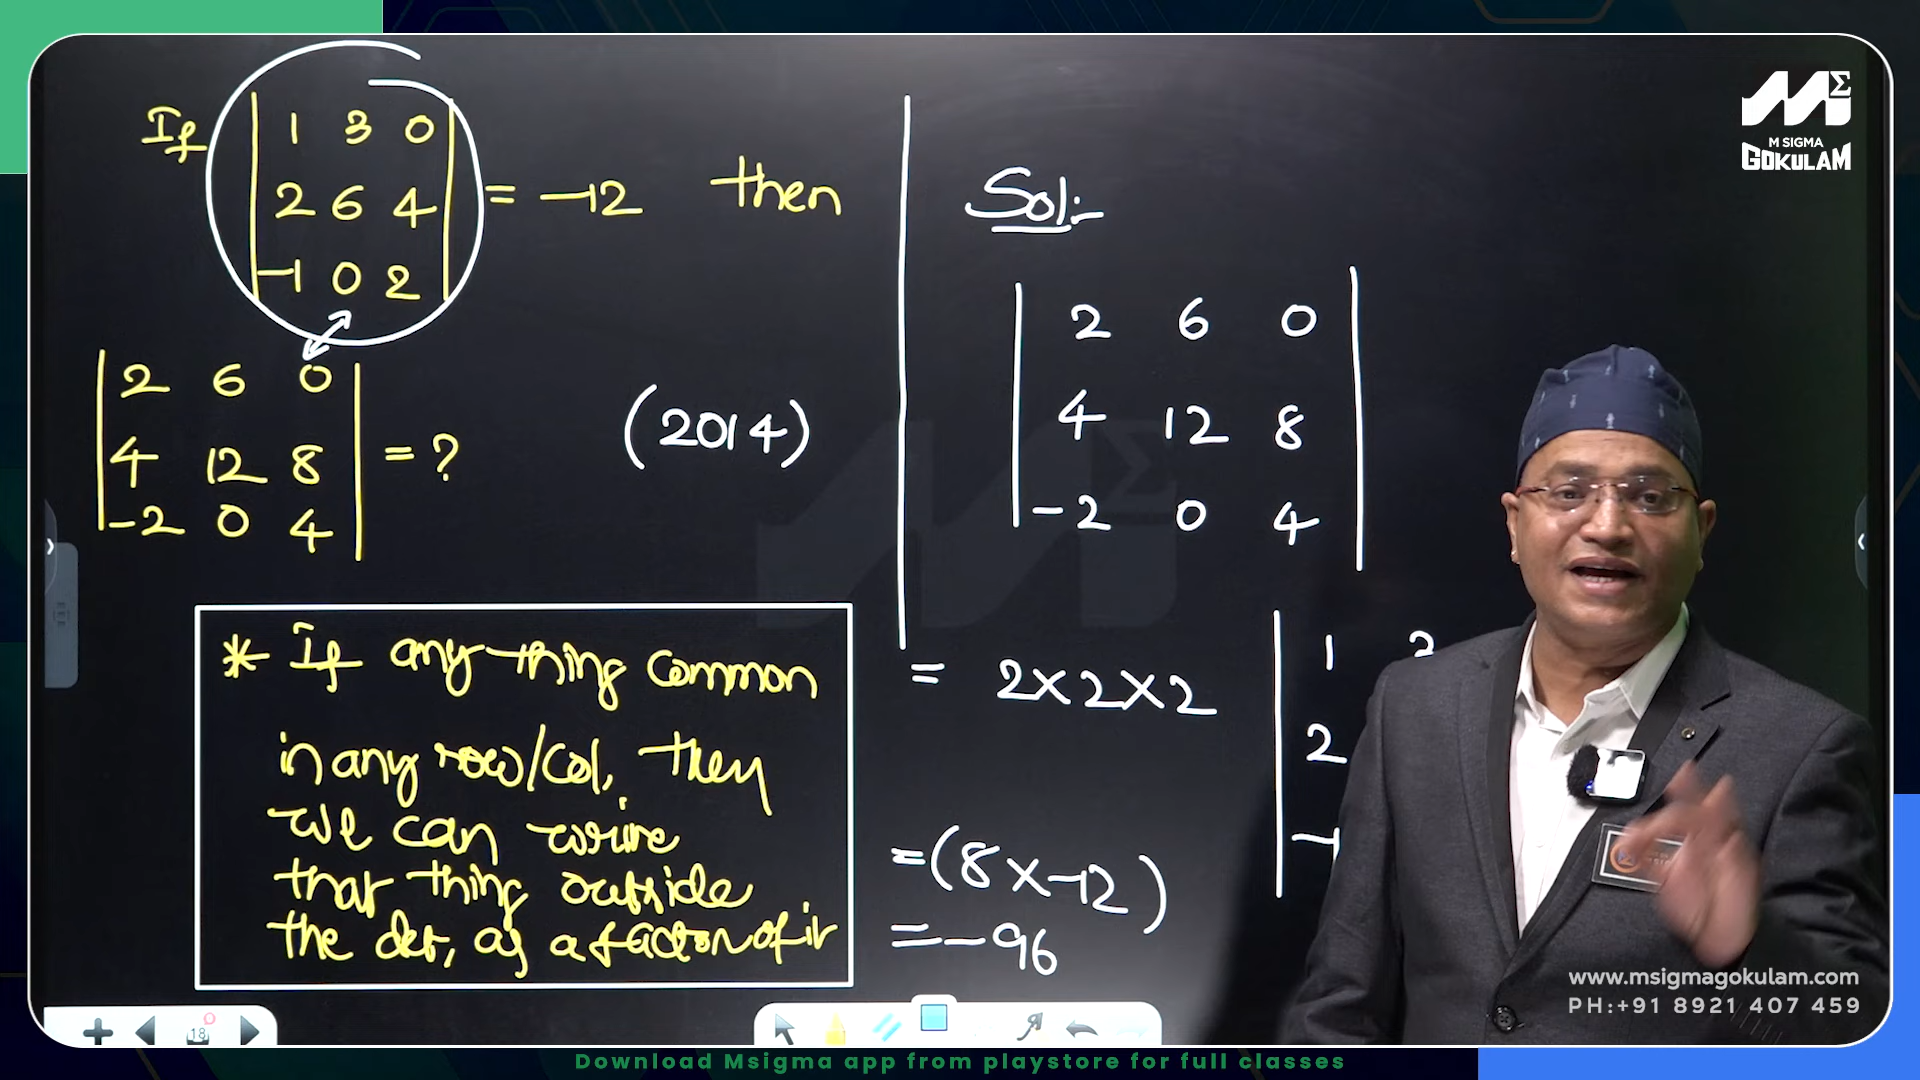 M Σ
M SIGMA
GOKULAM
If | 1 3 0 |
| 2 6 4 | = -12 then
| -1 0 2 |
| 2 6 0 |
| 4 12 8 | = ?
| -2 0 4 |
(2014)
* If any thing common
in any row/col, then
we can write
that thing outside
the det, as a factor of it
Sol:-
| 2 6 0 |
| 4 12 8 |
| -2 0 4 |
= 2×2×2 | 1 3
| 2
| -1
=(8×-12)
=-96
18
www.msigmagokulam.com
PH:+91 8921 407 459
Download Msigma app from playstore for full classes